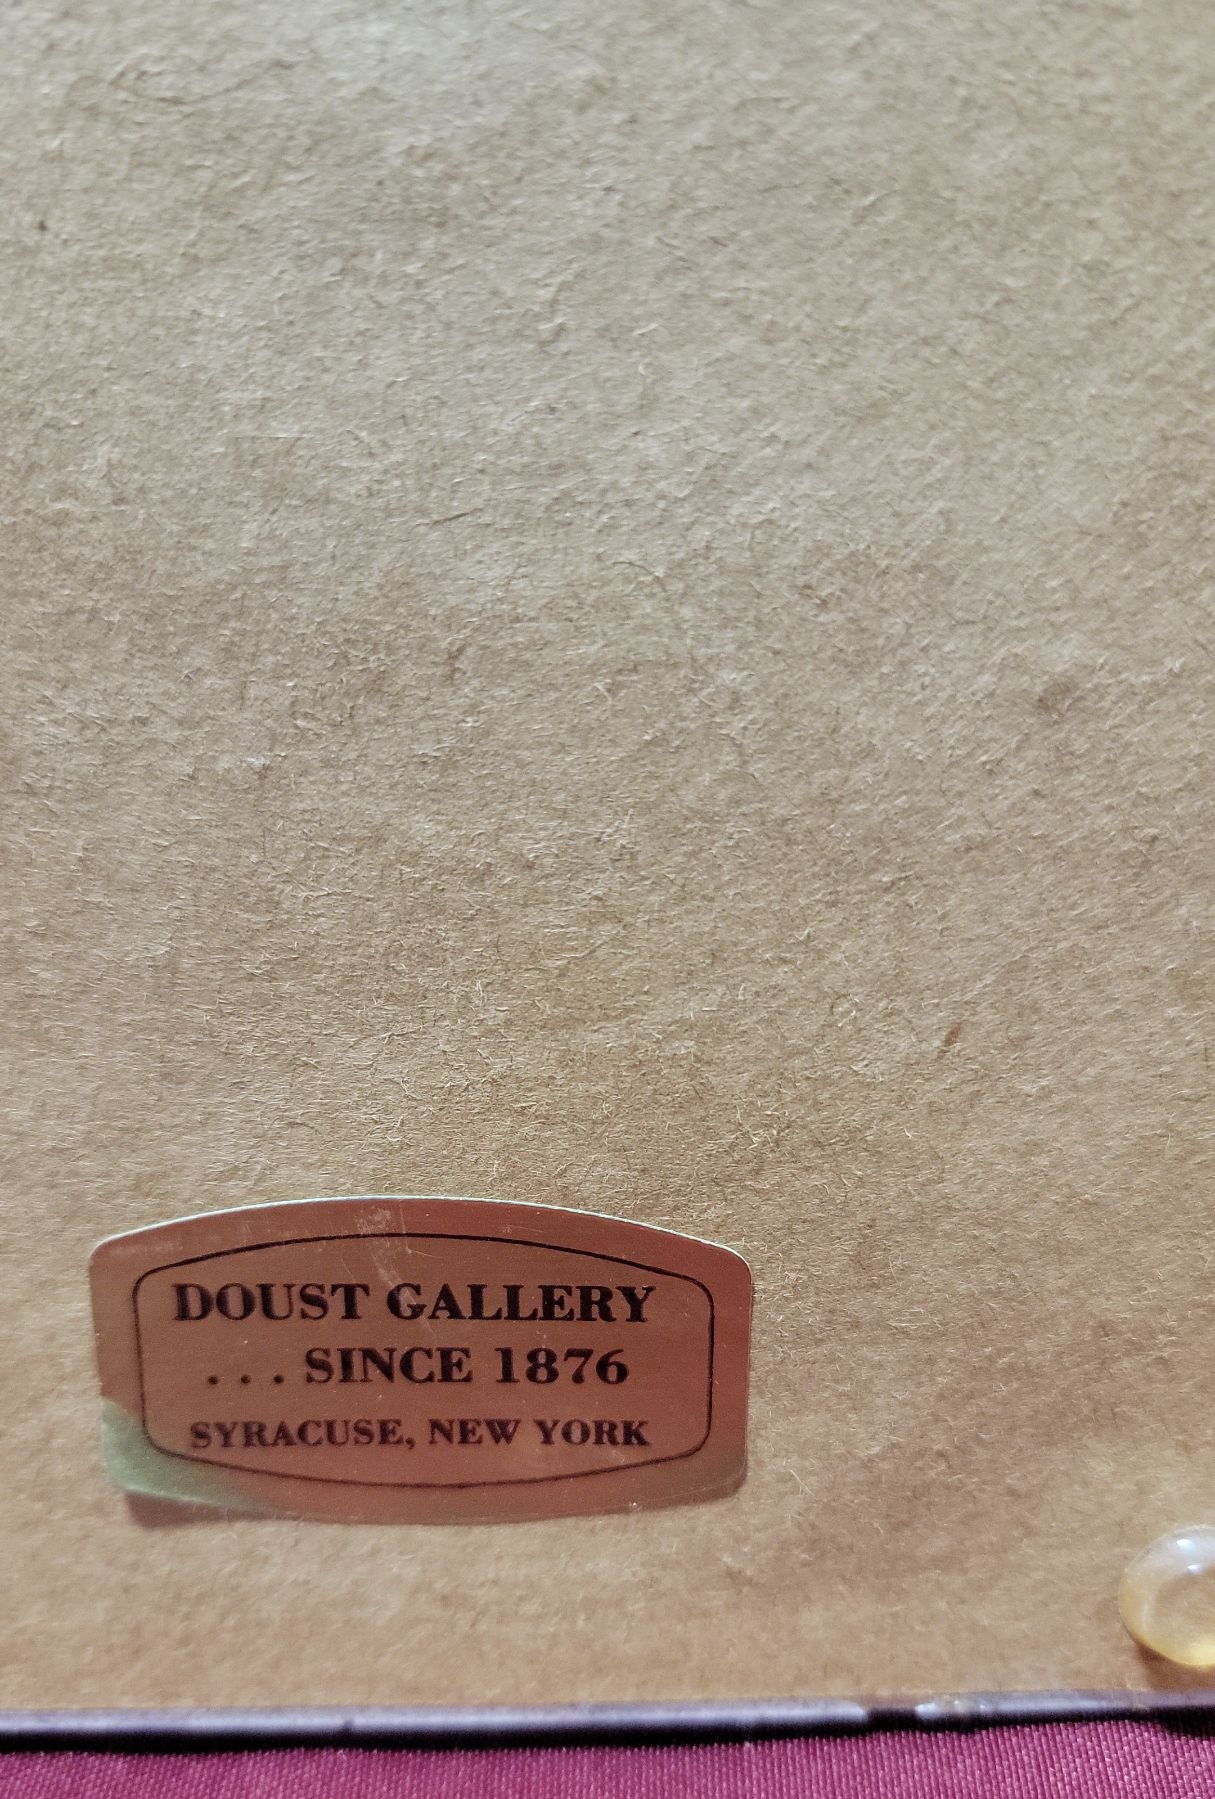 DOUST GALLERY
... SINCE 1876
SYRACUSE, NEW YORK